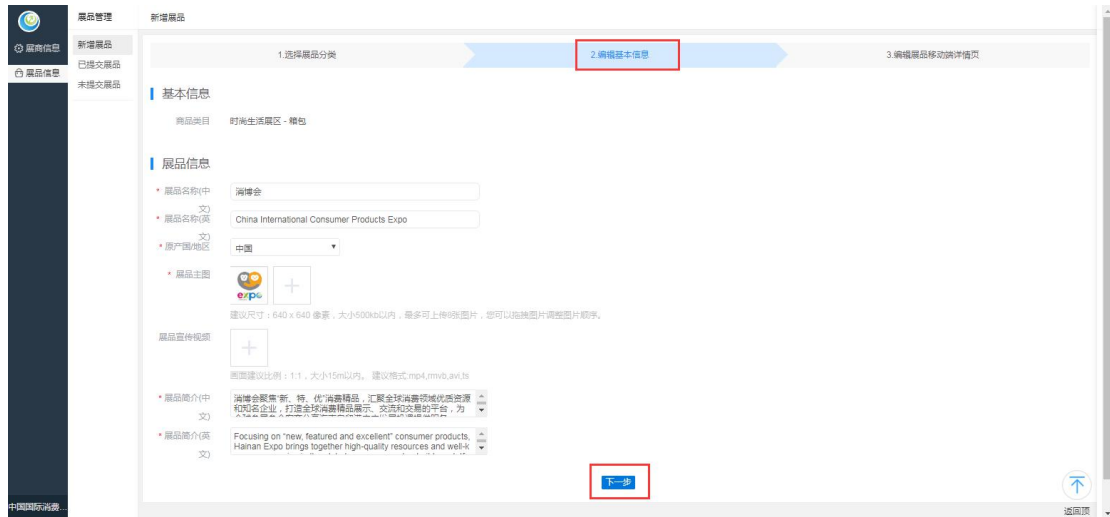 展品管理
新增展品
展商信息
新增展品
展品信息
已提交展品
未提交展品
1.选择展品分类
2.编辑基本信息
3.编辑展品移动端详情页
基本信息
商品类目 时尚生活展区 - 箱包
展品信息
* 展品名称(中文) 消博会
* 展品名称(英文) China International Consumer Products Expo
* 原产国/地区 中国
* 展品主图
expo
建议尺寸：640 x 640 像素，大小500kb以内，最多可上传8张图片，您可以拖拽图片调整图片顺序。
展品宣传视频
画面建议比例：1:1，大小15m以内。 建议格式:mp4,rmvb,avi,ts
* 展品简介(中文) 消博会聚焦“新、特、优”消费精品，汇聚全球消费领域优质资源
和知名企业，打造全球消费精品展示、交流和交易的平台，为
* 展品简介(英文) Focusing on "new, featured and excellent" consumer products,
Hainan Expo brings together high-quality resources and well-k
下一步
中国国际消费...
返回顶